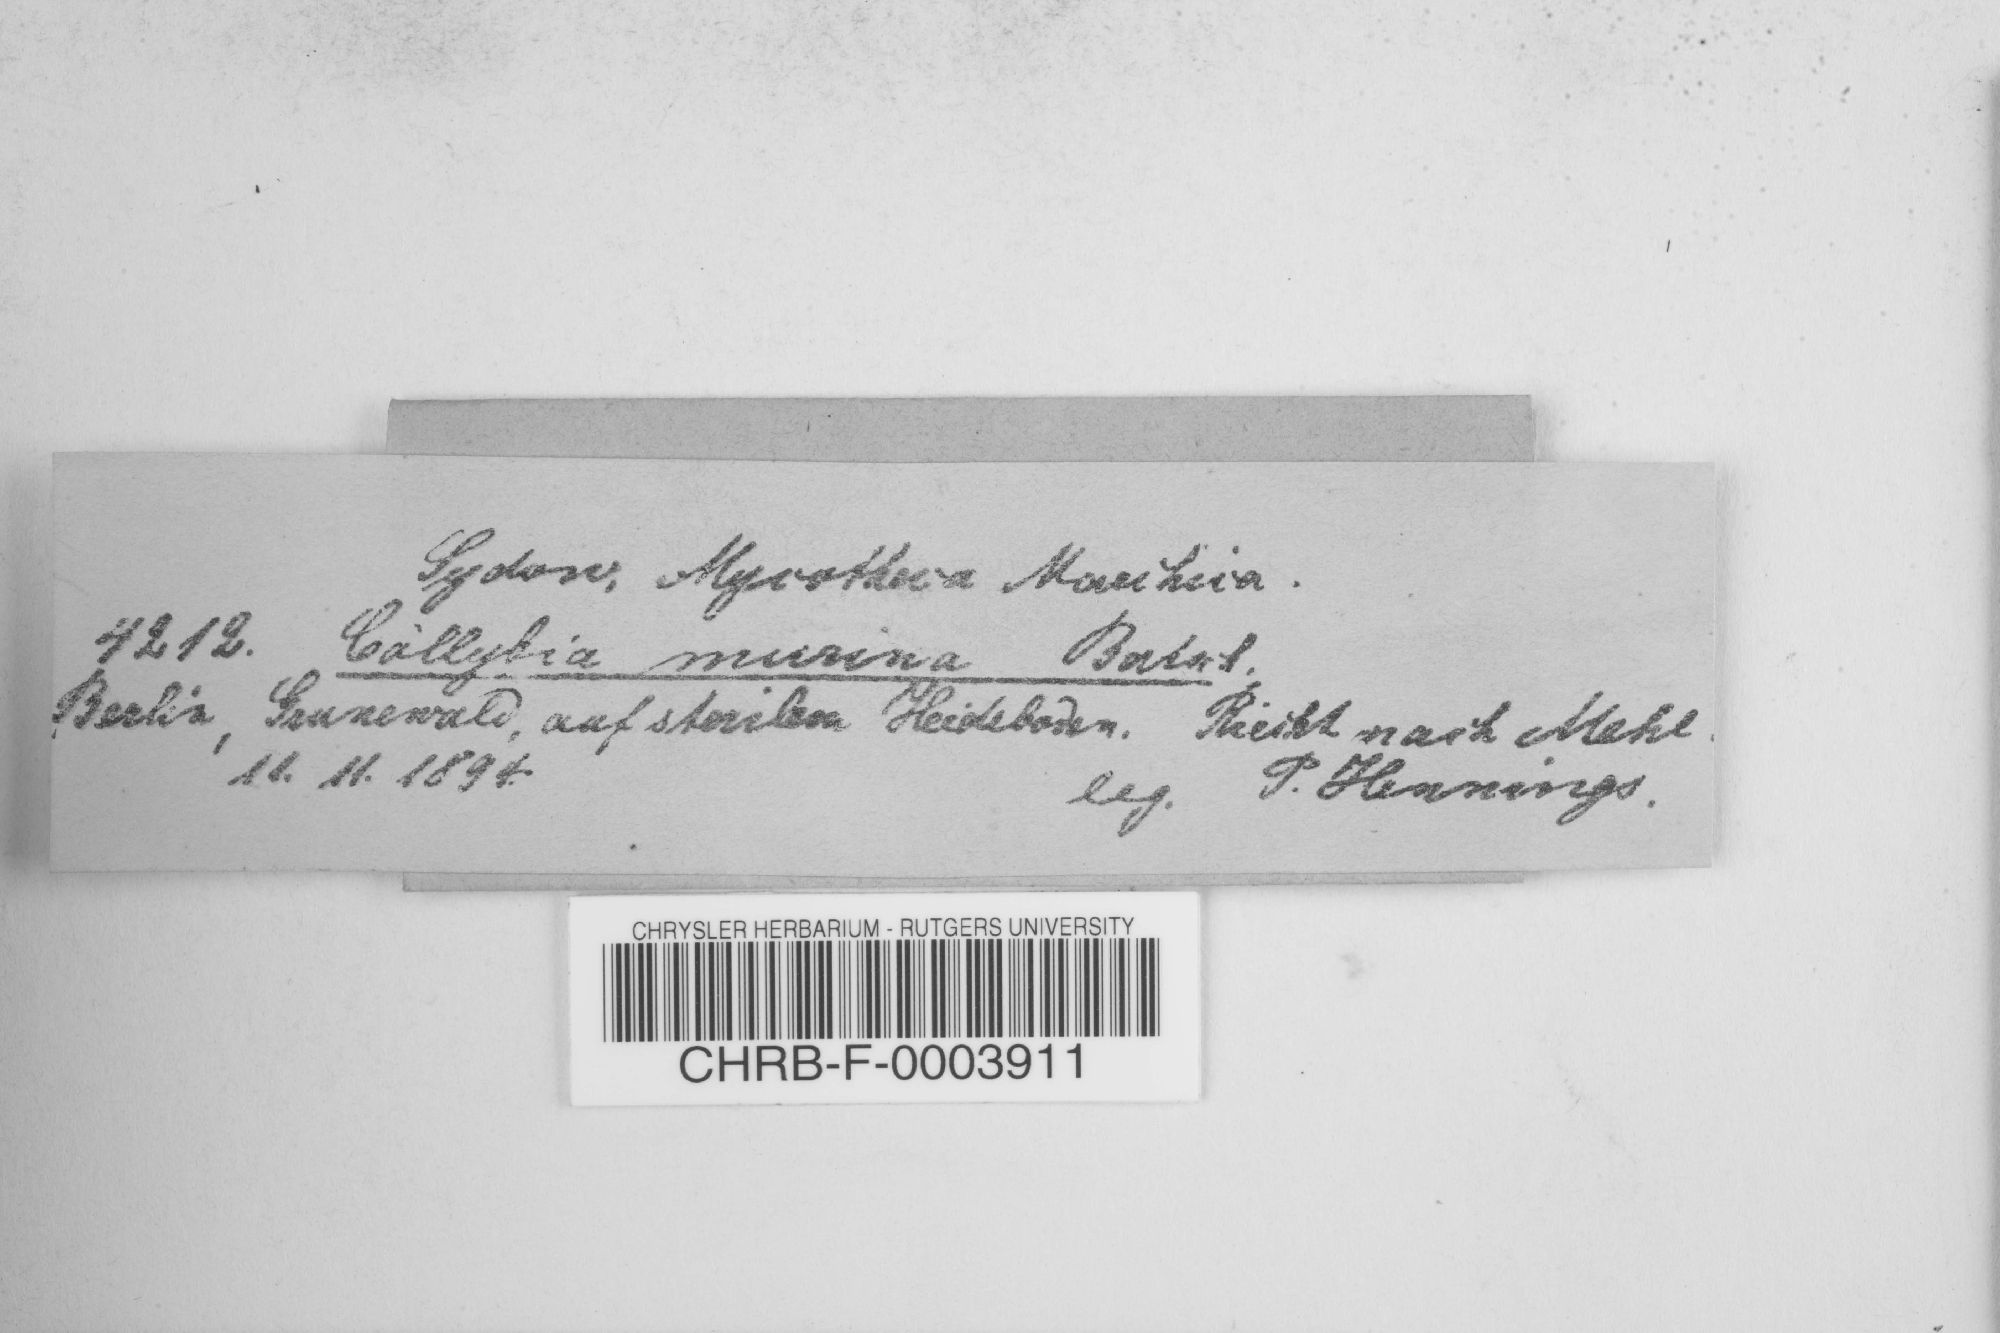 Sydow, Mycotheca Marchica.
4212. Collybia murina Batsch.
Berlin, Grunewald, auf sterilem Heideboden. Riecht nach Mehl.
11. 11. 1894. leg. P. Hennings.
CHRYSLER HERBARIUM - RUTGERS UNIVERSITY
CHRB-F-0003911